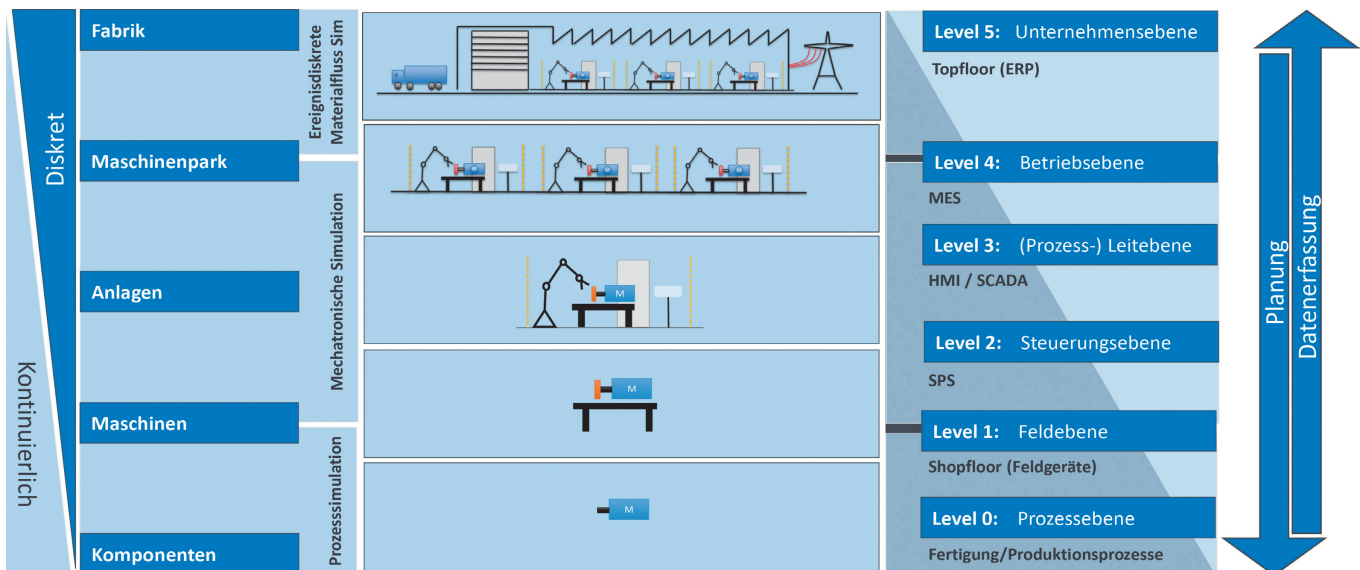 Diskret
Kontinuierlich
Fabrik
Maschinenpark
Anlagen
Maschinen
Komponenten
Ereignisdiskrete
Materialfluss Sim
Mechatronische Simulation
Prozesssimulation
M
M
M
Level 5: Unternehmensebene
Topfloor (ERP)
Level 4: Betriebsebene
MES
Level 3: (Prozess-) Leitebene
HMI / SCADA
Level 2: Steuerungsebene
SPS
Level 1: Feldebene
Shopfloor (Feldgeräte)
Level 0: Prozessebene
Fertigung/Produktionsprozesse
Planung
Datenerfassung